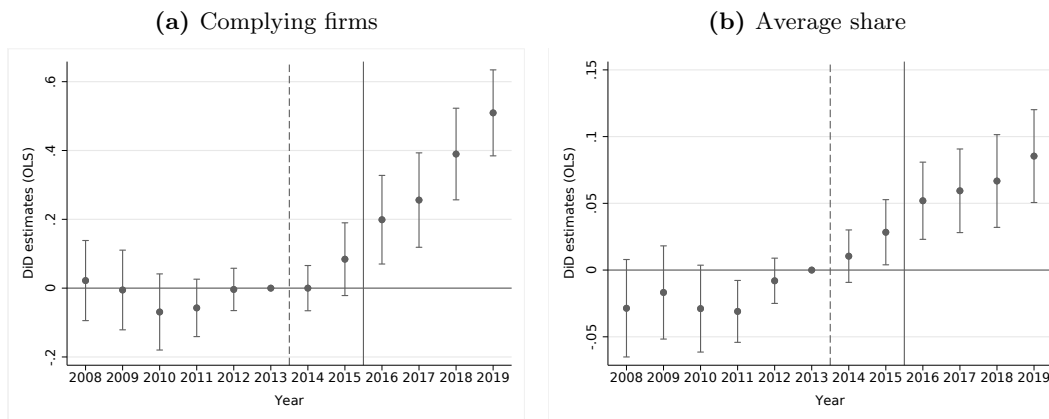 (a) Complying firms
DiD estimates (OLS)
.6
.4
.2
0
-.2
2008 2009 2010 2011 2012 2013 2014 2015 2016 2017 2018 2019
Year
(b) Average share
DiD estimates (OLS)
.15
.1
.05
0
-.05
2008 2009 2010 2011 2012 2013 2014 2015 2016 2017 2018 2019
Year